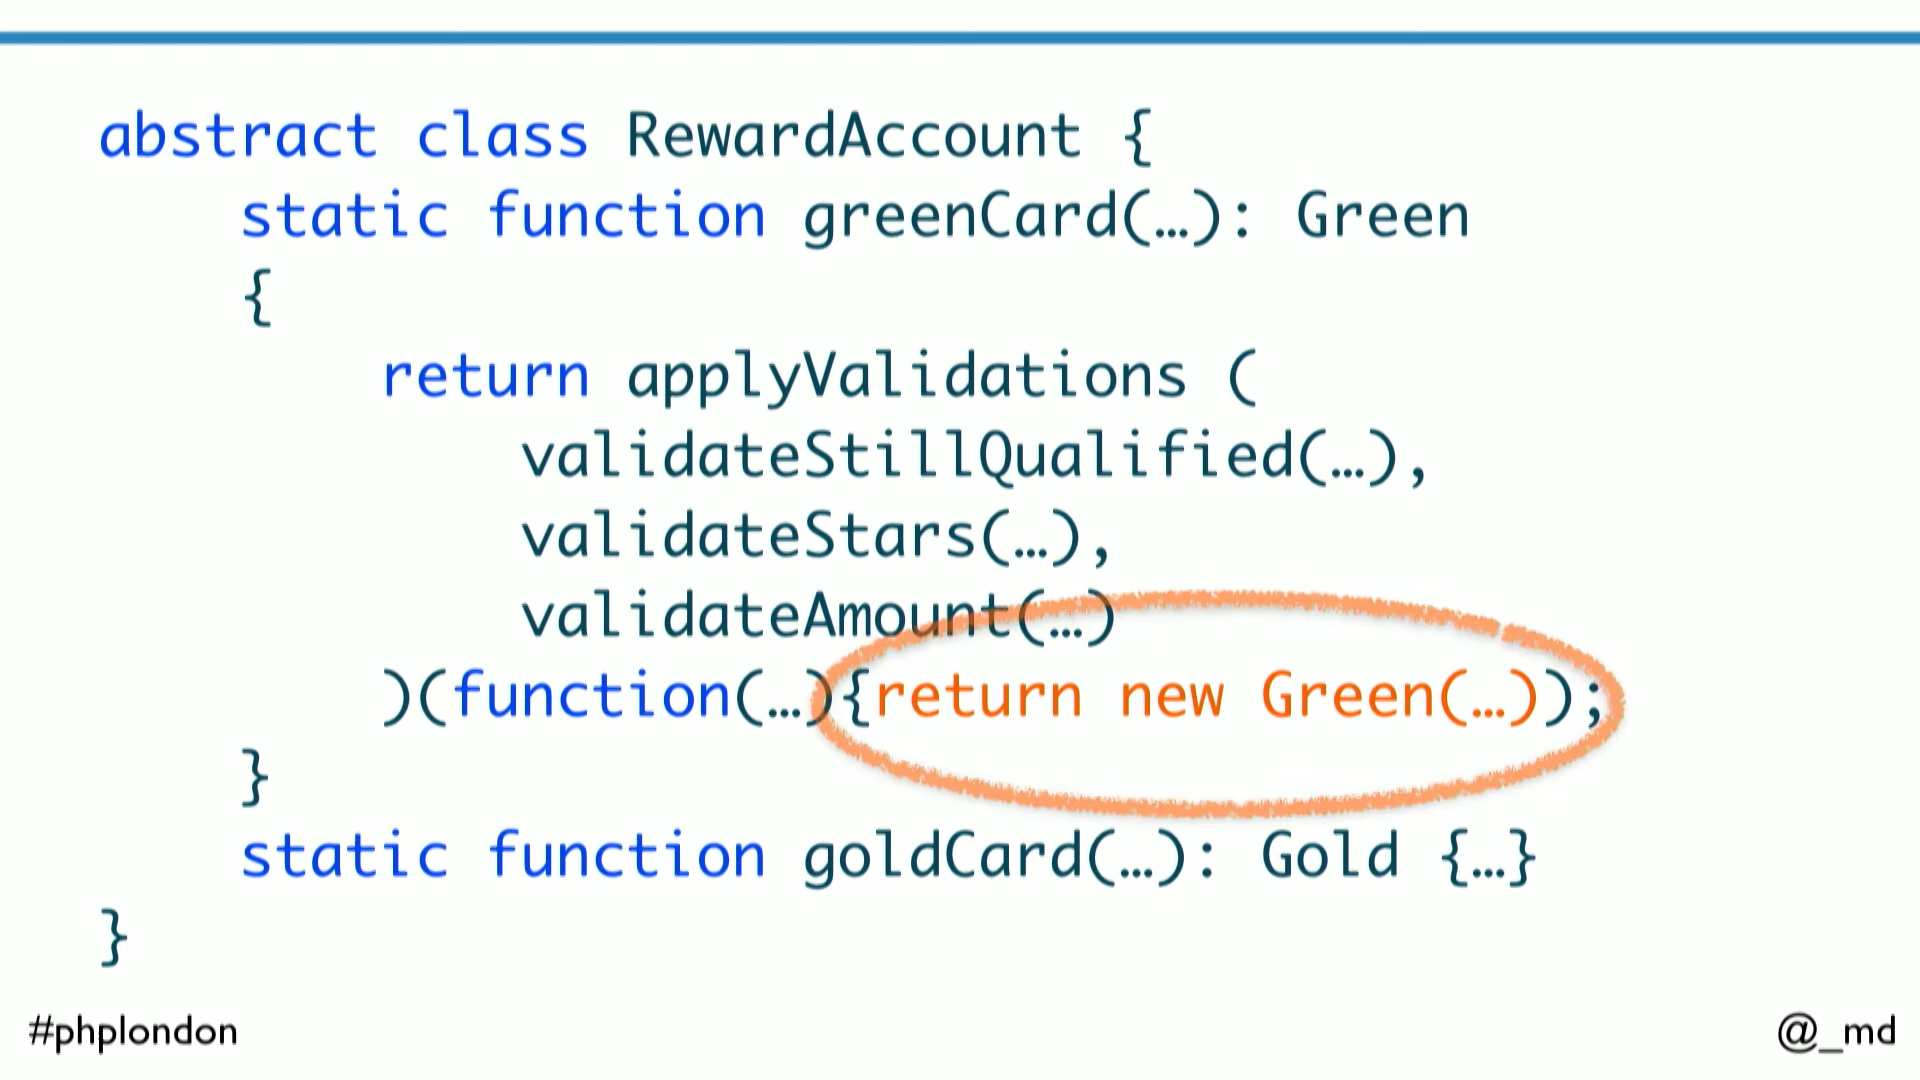 abstract class RewardAccount {
static function greenCard(…): Green
{
return applyValidations (
validateStillQualified(…),
validateStars(…),
validateAmount(…)
)(function(…){return new Green(…));
}
static function goldCard(…): Gold {…}
}
#phplondon
@_md